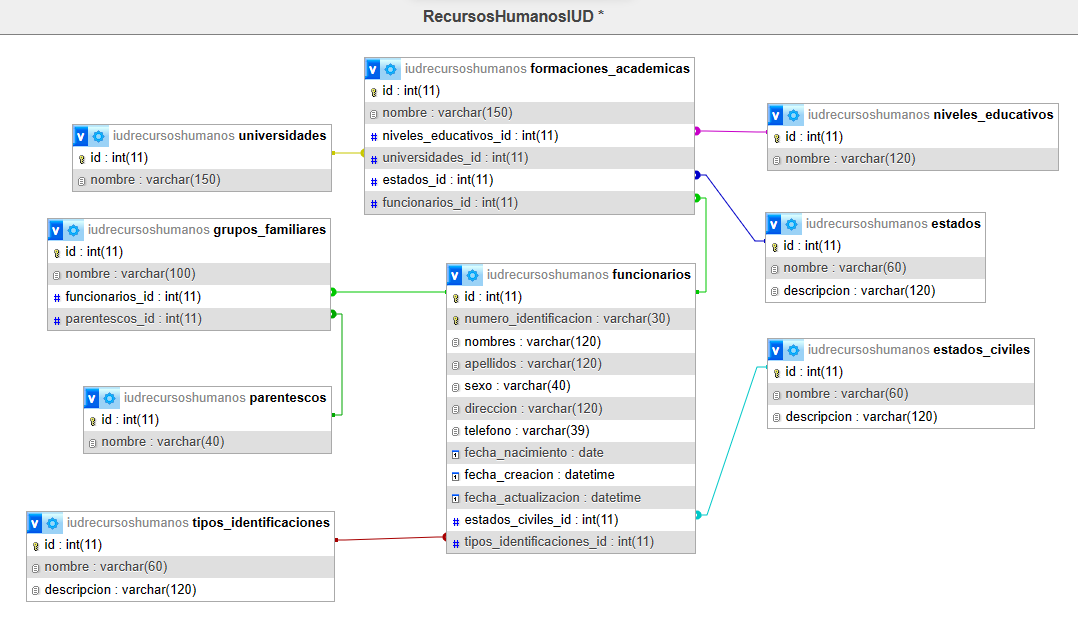 RecursosHumanosIUD *
v iudrecursoshumanos formaciones_academicas
id : int(11)
nombre : varchar(150)
# niveles_educativos_id : int(11)
# universidades_id : int(11)
# estados_id : int(11)
# funcionarios_id : int(11)
v iudrecursoshumanos universidades
id : int(11)
nombre : varchar(150)
v iudrecursoshumanos niveles_educativos
id : int(11)
nombre : varchar(120)
v iudrecursoshumanos grupos_familiares
id : int(11)
nombre : varchar(100)
# funcionarios_id : int(11)
# parentescos_id : int(11)
v iudrecursoshumanos estados
id : int(11)
nombre : varchar(60)
descripcion : varchar(120)
v iudrecursoshumanos funcionarios
id : int(11)
numero_identificacion : varchar(30)
nombres : varchar(120)
apellidos : varchar(120)
sexo : varchar(40)
direccion : varchar(120)
telefono : varchar(39)
fecha_nacimiento : date
fecha_creacion : datetime
fecha_actualizacion : datetime
# estados_civiles_id : int(11)
# tipos_identificaciones_id : int(11)
v iudrecursoshumanos estados_civiles
id : int(11)
nombre : varchar(60)
descripcion : varchar(120)
v iudrecursoshumanos parentescos
id : int(11)
nombre : varchar(40)
v iudrecursoshumanos tipos_identificaciones
id : int(11)
nombre : varchar(60)
descripcion : varchar(120)